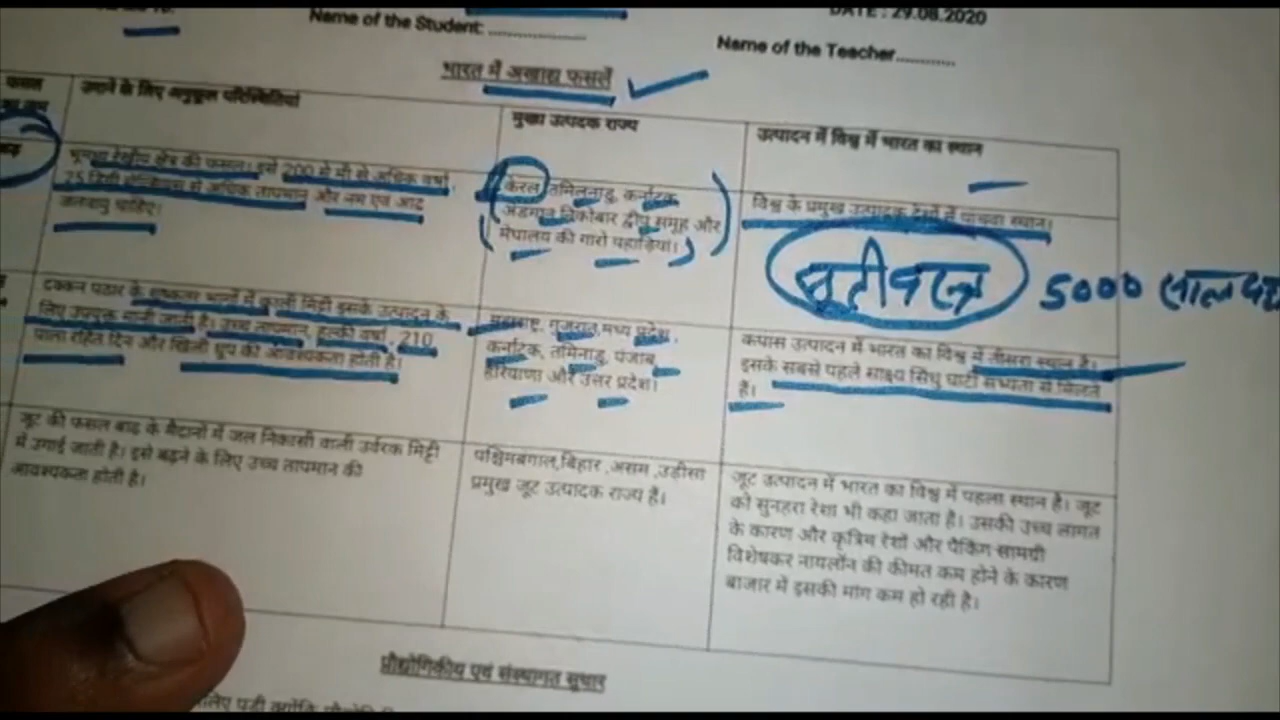 DATE : 29.08.2020
Name of the Student: ................
Name of the Teacher............
भारत में अखाद्य फसलें
फसल
उगाने के लिए अनुकूल परिस्थितियां
मुख्य उत्पादक राज्य
उत्पादन में विश्व में भारत का स्थान
भूमध्य रेखीय क्षेत्र की फसल। इसे 200 से मी से अधिक वर्षा,
25 डिग्री सेल्सियस से अधिक तापमान और नम एवं आद्र
जलवायु चाहिए।
केरल, तमिलनाडु, कर्नाटक,
अंडमान निकोबार द्वीप समूह और
मेघालय की गारो पहाड़ियां।
विश्व के प्रमुख उत्पादक देशों में पांचवा स्थान।
सूती वस्त्र
5000 साल
दक्कन पठार के शुष्कतर भागों में काली मिट्टी इसके उत्पादन के
लिए उपयुक्त मानी जाती है। उच्च तापमान, हल्की वर्षा, 210
पाला रहित दिन और खिली धूप की आवश्यकता होती है।
महाराष्ट्र, गुजरात,मध्य प्रदेश,
कर्नाटक, तमिनाडु, पंजाब,
हरियाणा और उत्तर प्रदेश।
कपास उत्पादन में भारत का विश्व में तीसरा स्थान है।
इसके सबसे पहले साक्ष्य सिंधु घाटी सभ्यता से मिलते
हैं।
जूट की फसल बाढ़ के मैदानों में जल निकासी वाली उर्वरक मिट्टी
में उगाई जाती है। इसे बढ़ने के लिए उच्च तापमान की
आवश्यकता होती है।
पश्चिमबंगाल,बिहार ,असम ,उड़ीसा
प्रमुख जूट उत्पादक राज्य है।
जूट उत्पादन में भारत का विश्व में पहला स्थान है। जूट
को सुनहरा रेशा भी कहा जाता है। उसकी उच्च लागत
के कारण और कृत्रिम रेशों और पैकिंग सामग्री
विशेषकर नायलॉन की कीमत कम होने के कारण
बाजार में इसकी मांग कम हो रही है।
प्रौद्योगिकीय एवं संस्थागत सुधार